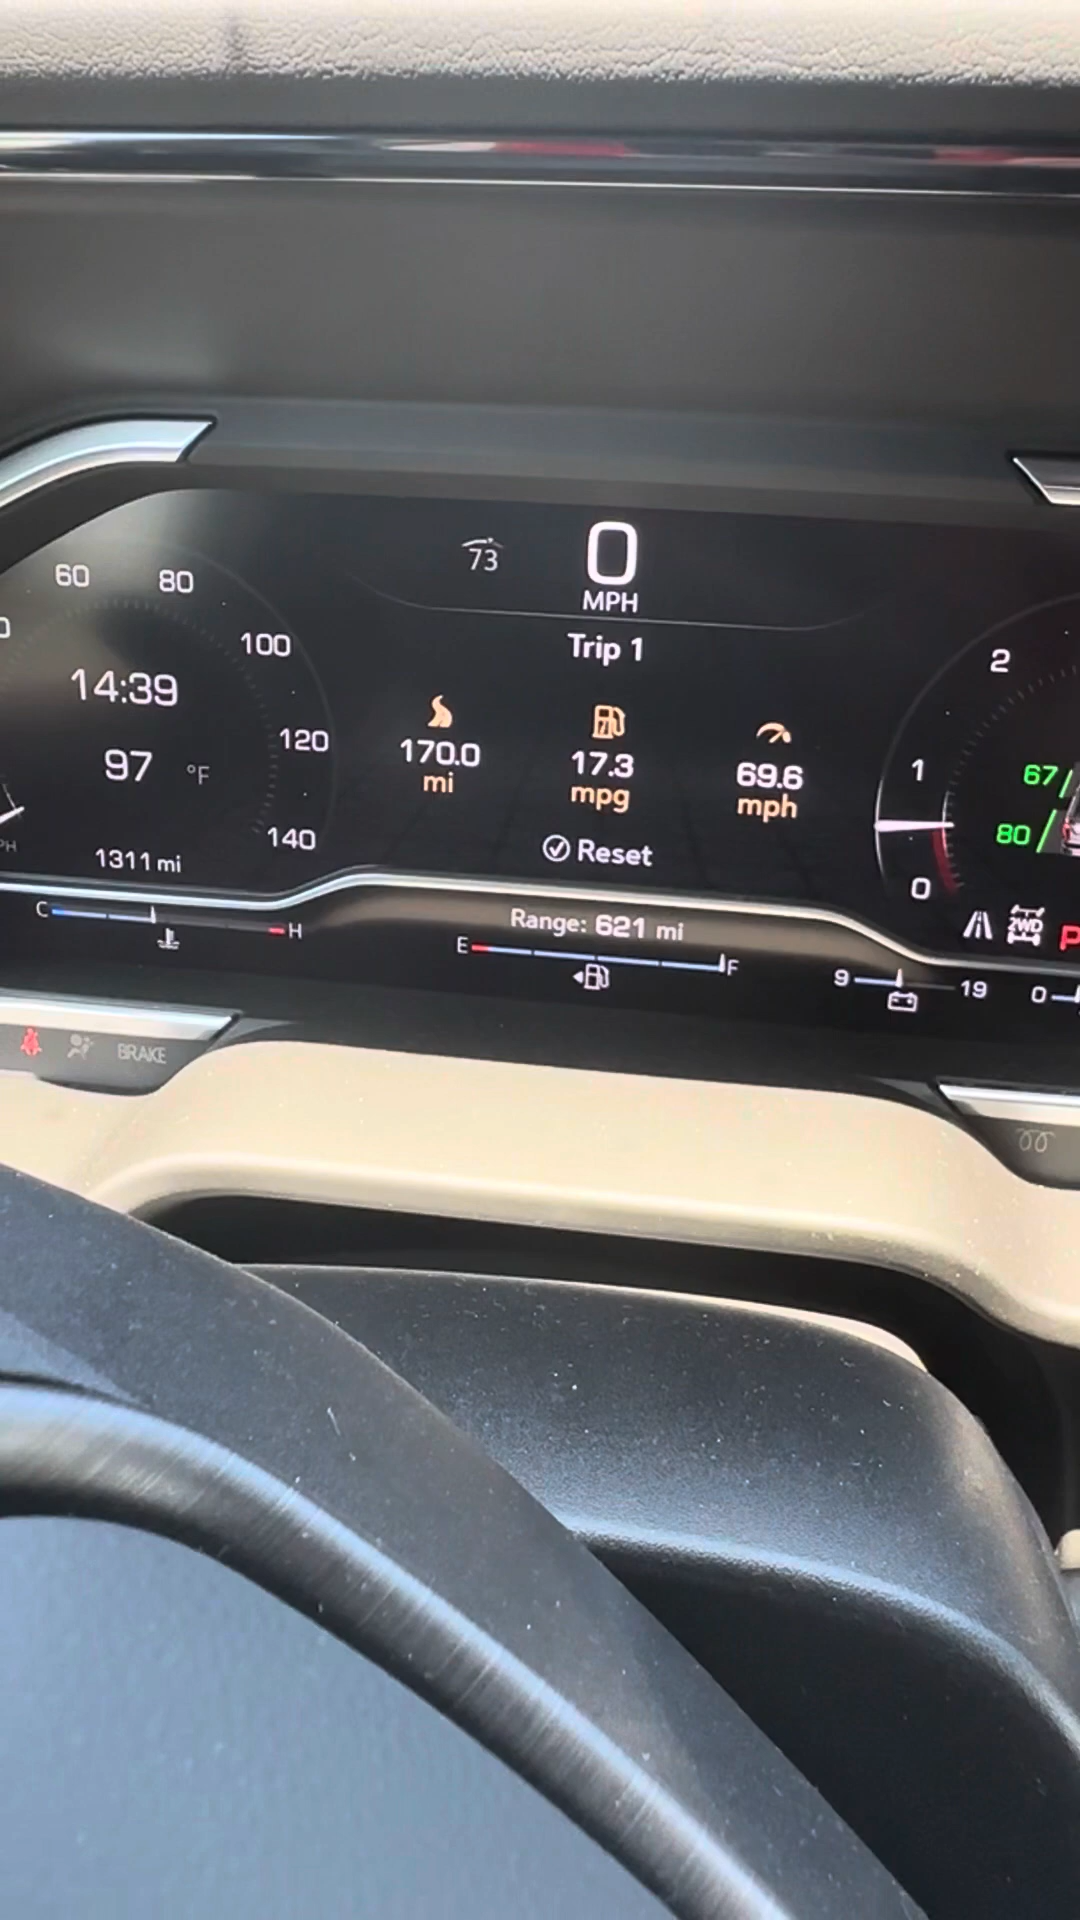 73
0
MPH
Trip 1
60
80
100
120
140
14:39
97 °F
1311 mi
170.0
mi
17.3
mpg
69.6
mph
Reset
2
1
0
67
80
2WD
P
C
H
Range: 621 mi
E
F
9
19
0
BRAKE